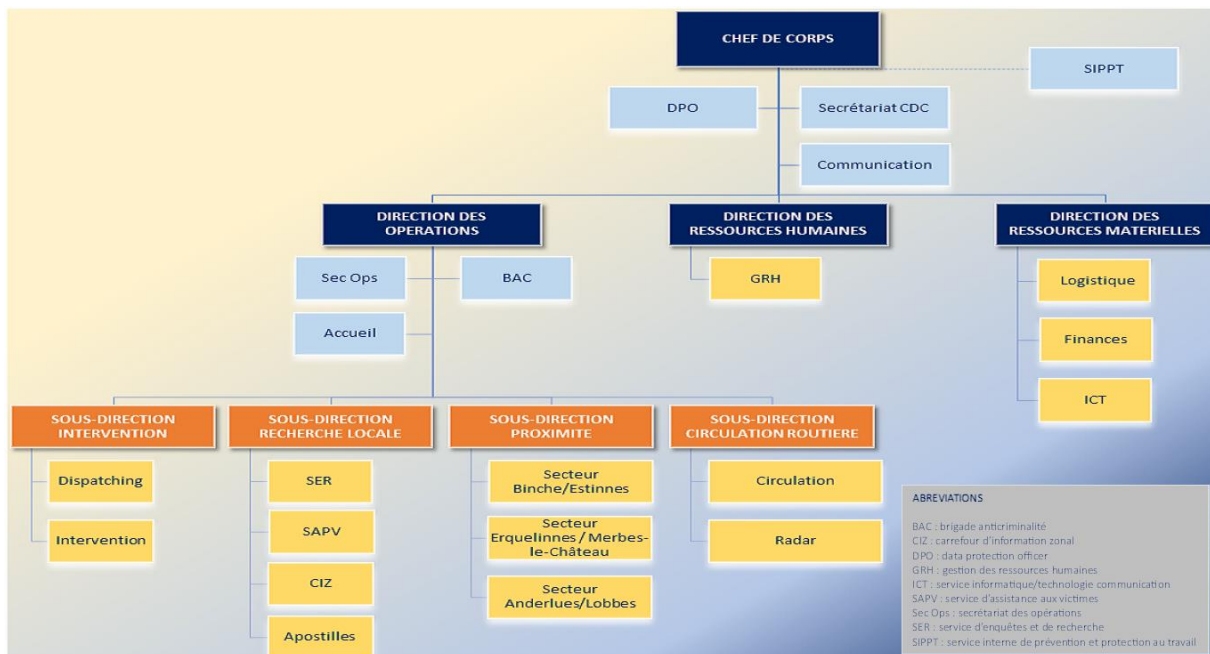 CHEF DE CORPS
SIPPT
DPO
Secrétariat CDC
Communication
DIRECTION DES
OPERATIONS
DIRECTION DES
RESSOURCES HUMAINES
DIRECTION DES
RESSOURCES MATERIELLES
Sec Ops
BAC
GRH
Logistique
Accueil
Finances
ICT
SOUS-DIRECTION
INTERVENTION
SOUS-DIRECTION
RECHERCHE LOCALE
SOUS-DIRECTION
PROXIMITE
SOUS-DIRECTION
CIRCULATION ROUTIERE
Dispatching
Intervention
SER
SAPV
CIZ
Apostilles
Secteur
Binche/Estinnes
Secteur
Erquelinnes / Merbes-
le-Château
Secteur
Anderlues/Lobbes
Circulation
Radar
ABREVIATIONS
BAC : brigade anticriminalité
CIZ : carrefour d'information zonal
DPO : data protection officer
GRH : gestion des ressources humaines
ICT : service informatique/technologie communication
SAPV : service d'assistance aux victimes
Sec Ops : secrétariat des opérations
SER : service d'enquêtes et de recherche
SIPPT : service interne de prévention et protection au travail